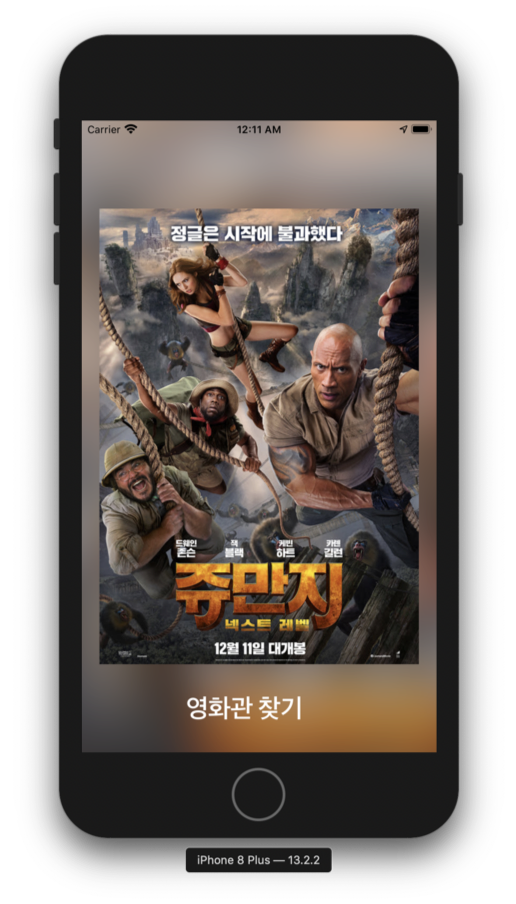 Carrier 12:11 AM
정글은 시작에 불과했다
드웨인 잭 케빈 카렌
존슨 블랙 하트 길런
쥬만지
넥스트 레벨
12월 11일 대개봉
영화관 찾기
iPhone 8 Plus — 13.2.2